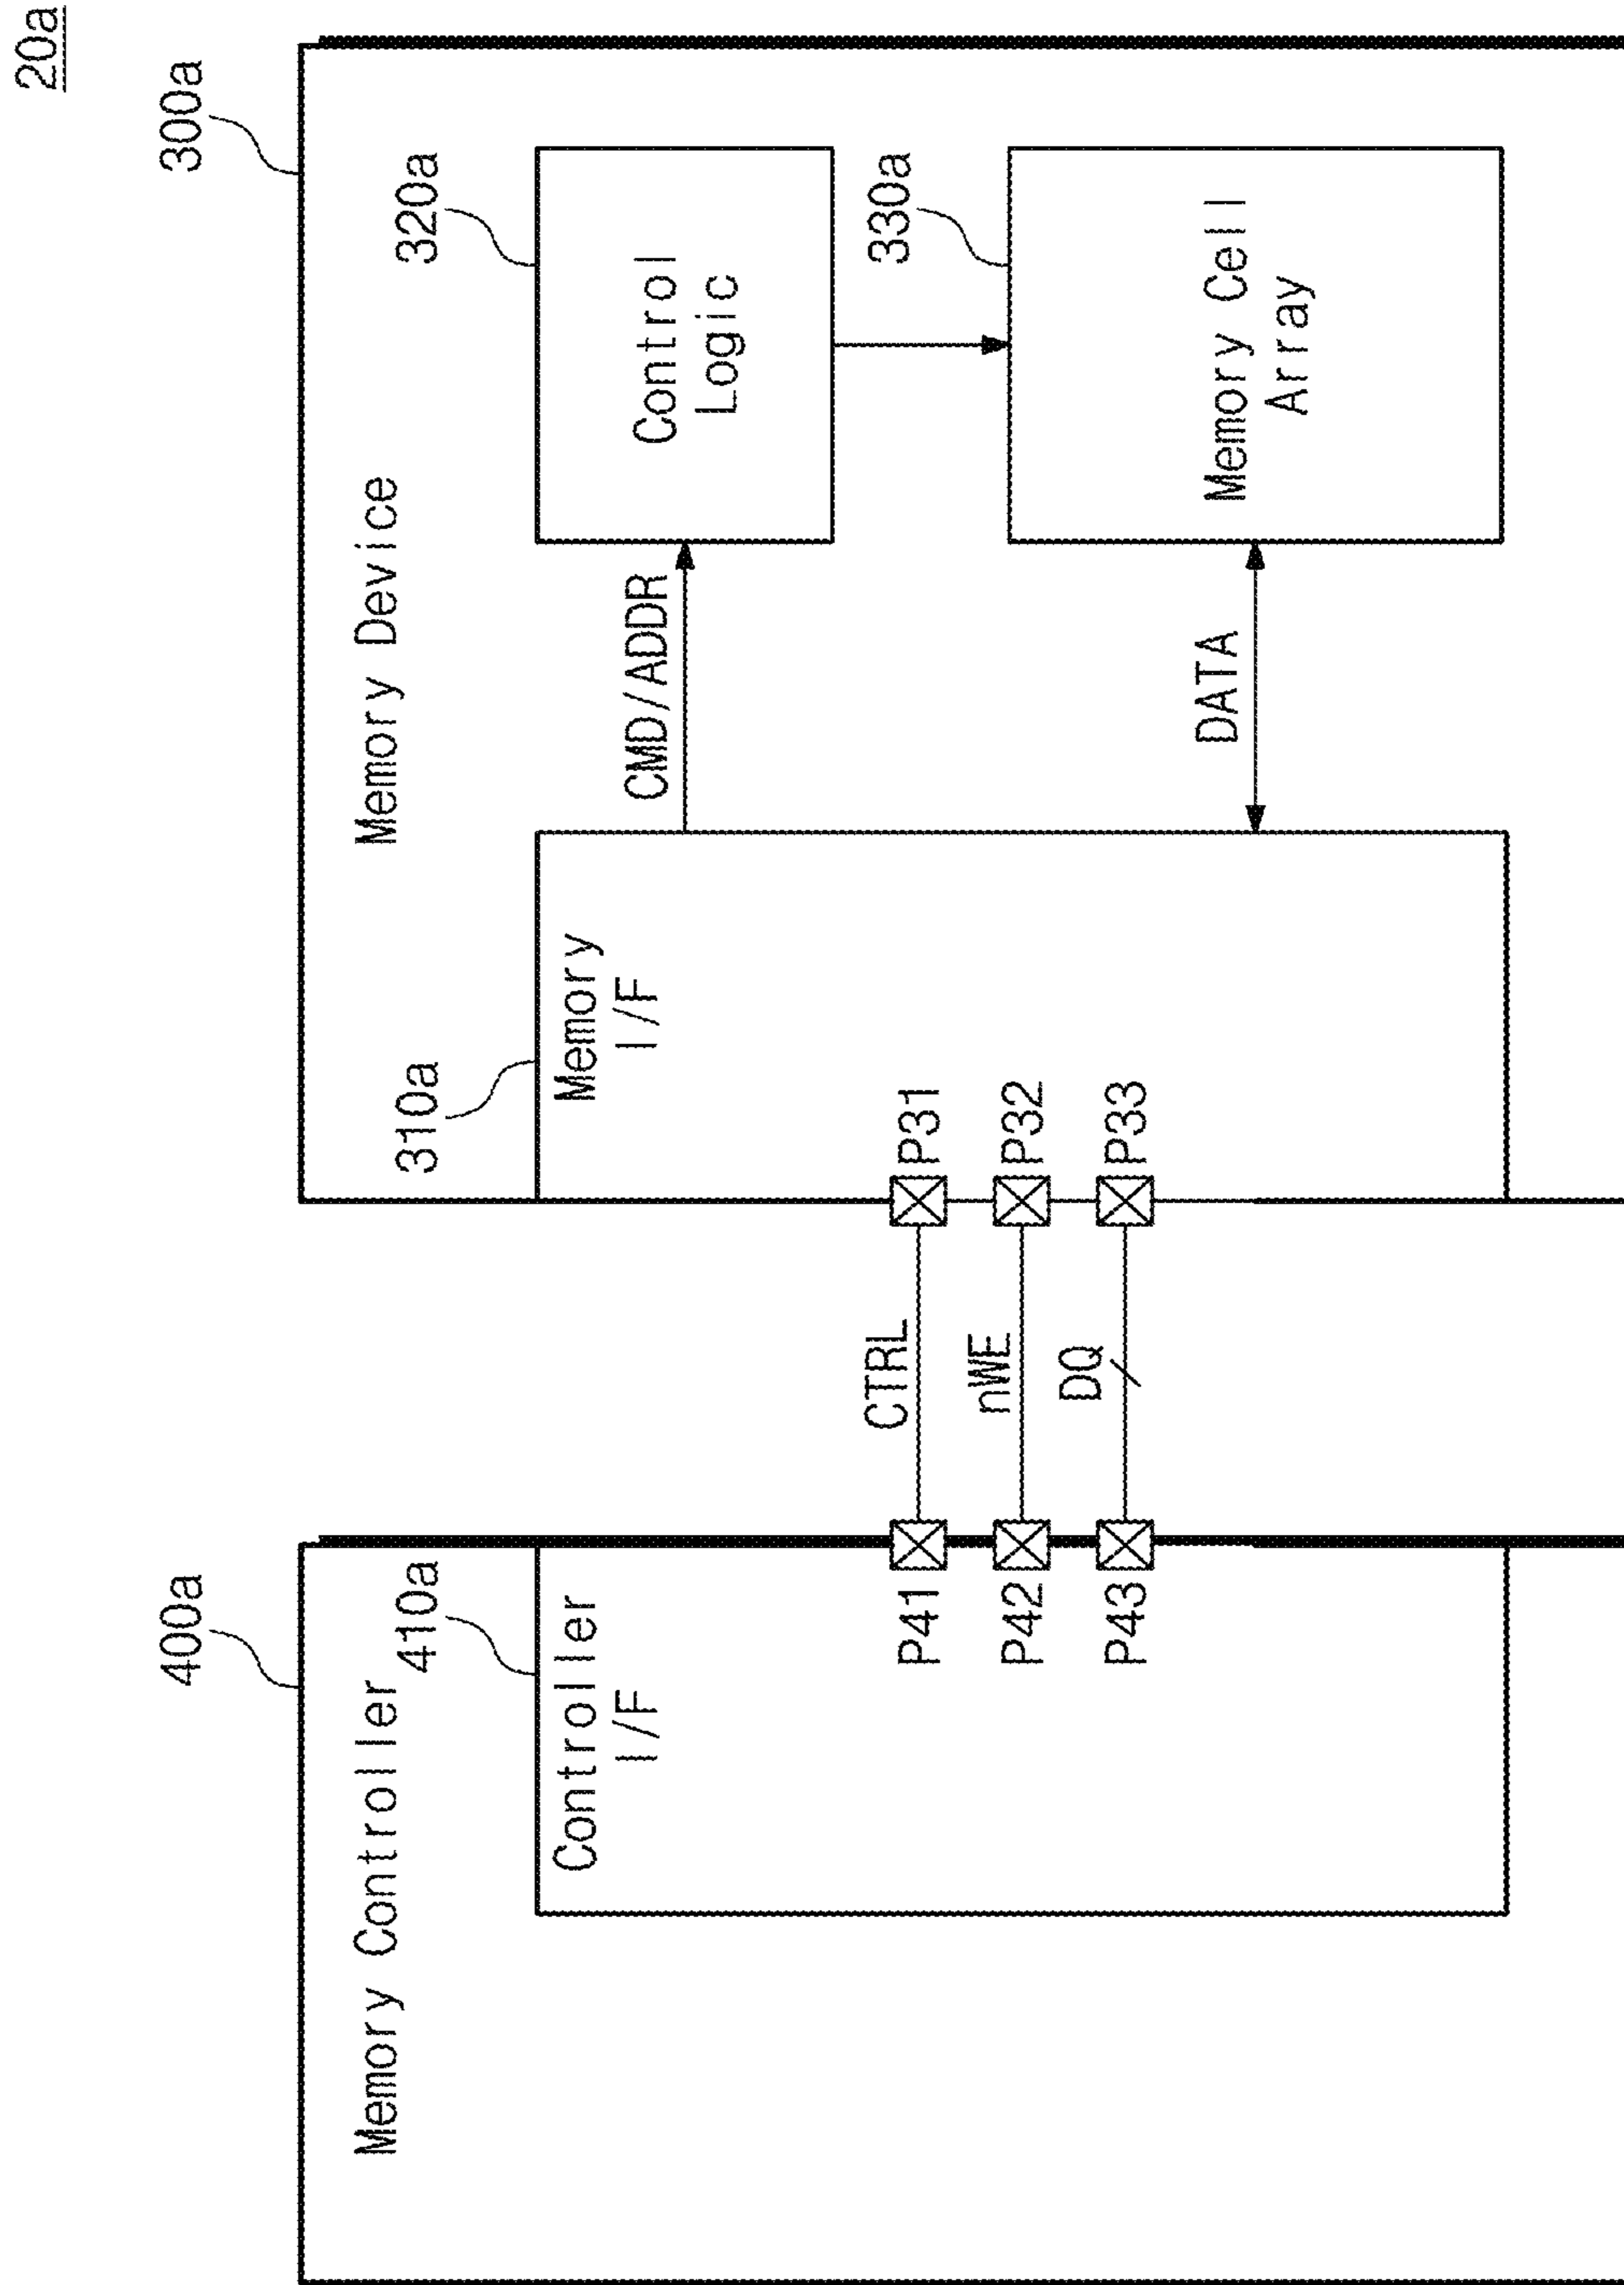 20a
400a
300a
Memory Controller
Memory Device
410a
310a
320a
Controller
I/F
Memory
I/F
CMD/ADDR
Control
Logic
330a
CTRL
P41
P31
nWE
P42
P32
DQ
P43
P33
DATA
Memory Cell
Array